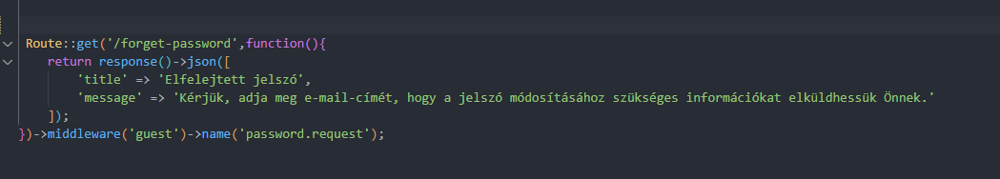 Route::get('/forget-password',function(){
return response()->json([
'title' => 'Elfelejtett jelszó',
'message' => 'Kérjük, adja meg e-mail-címét, hogy a jelszó módosításához szükséges információkat elküldhessük Önnek.'
]);
})->middleware('guest')->name('password.request');